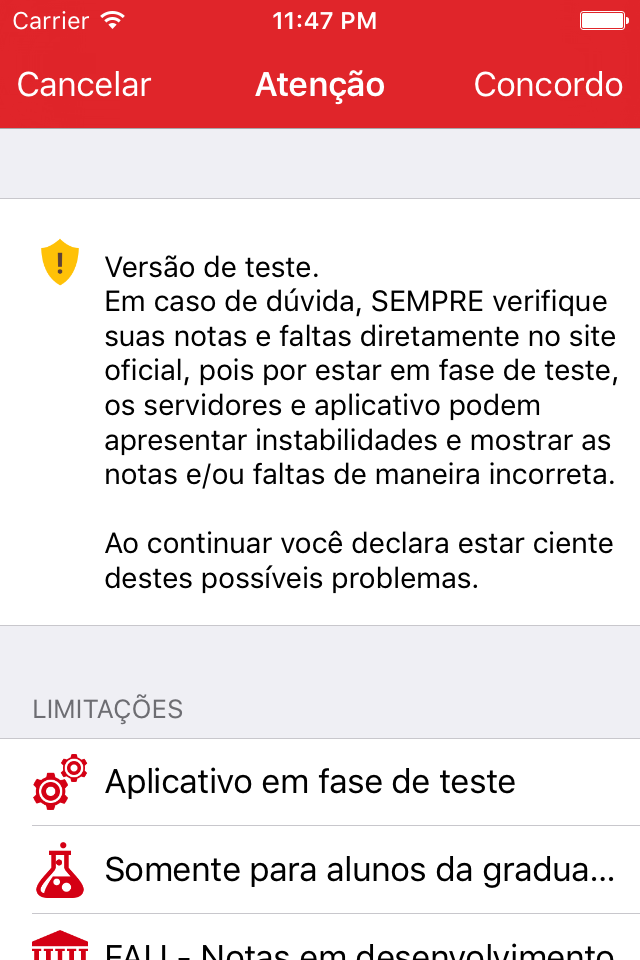 Carrier 11:47 PM
Cancelar Atenção Concordo
Versão de teste.
Em caso de dúvida, SEMPRE verifique
suas notas e faltas diretamente no site
oficial, pois por estar em fase de teste,
os servidores e aplicativo podem
apresentar instabilidades e mostrar as
notas e/ou faltas de maneira incorreta.
Ao continuar você declara estar ciente
destes possíveis problemas.
LIMITAÇÕES
Aplicativo em fase de teste
Somente para alunos da gradua...
- Notas em desenvolvimento